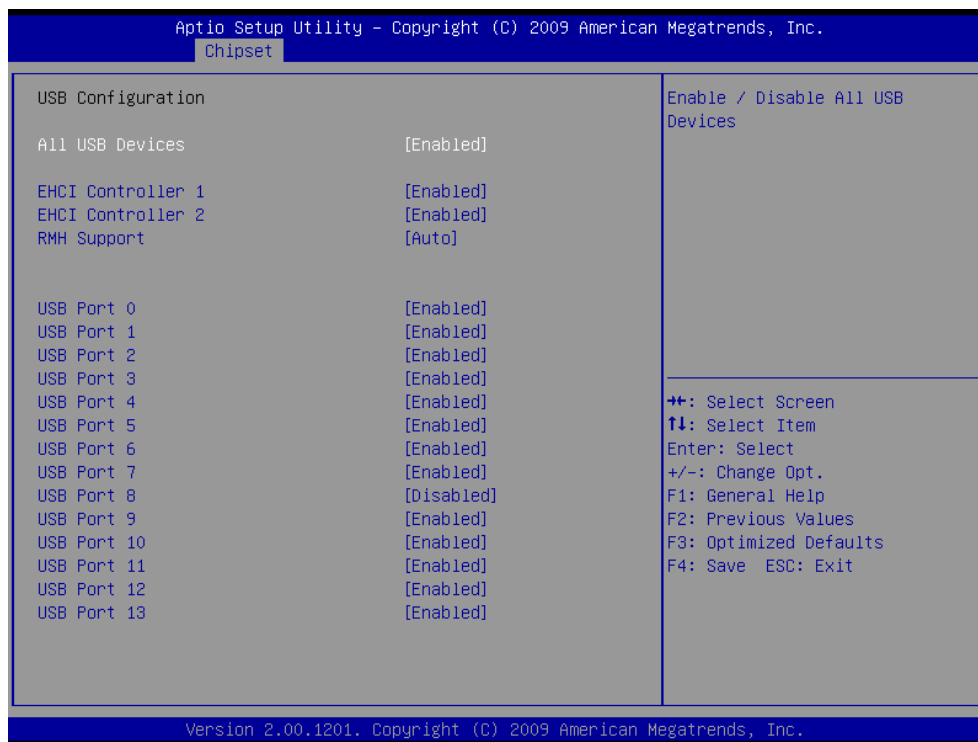 Aptio Setup Utility – Copyright (C) 2009 American Megatrends, Inc.
Chipset
USB Configuration
All USB Devices [Enabled]
EHCI Controller 1 [Enabled]
EHCI Controller 2 [Enabled]
RMH Support [Auto]
USB Port 0 [Enabled]
USB Port 1 [Enabled]
USB Port 2 [Enabled]
USB Port 3 [Enabled]
USB Port 4 [Enabled]
USB Port 5 [Enabled]
USB Port 6 [Enabled]
USB Port 7 [Enabled]
USB Port 8 [Disabled]
USB Port 9 [Enabled]
USB Port 10 [Enabled]
USB Port 11 [Enabled]
USB Port 12 [Enabled]
USB Port 13 [Enabled]
Enable / Disable All USB
Devices
→←: Select Screen
↑↓: Select Item
Enter: Select
+/-: Change Opt.
F1: General Help
F2: Previous Values
F3: Optimized Defaults
F4: Save ESC: Exit
Version 2.00.1201. Copyright (C) 2009 American Megatrends, Inc.